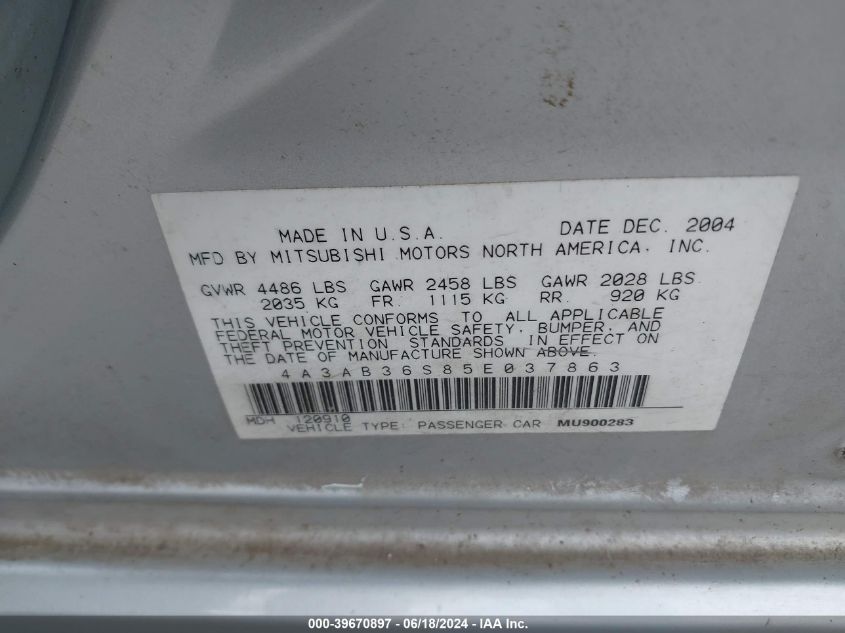 MADE IN U.S.A. DATE DEC. 2004
MFD BY MITSUBISHI MOTORS NORTH AMERICA, INC.
GVWR 4486 LBS GAWR 2458 LBS GAWR 2028 LBS
2035 KG FR. 1115 KG RR. 920 KG
THIS VEHICLE CONFORMS TO ALL APPLICABLE
FEDERAL MOTOR VEHICLE SAFETY, BUMPER, AND
THEFT PREVENTION STANDARDS IN EFFECT ON
THE DATE OF MANUFACTURE SHOWN ABOVE.
4A3AB36S85E037863
MDH 120910
VEHICLE TYPE: PASSENGER CAR MU900283
000-39670897 - 06/18/2024 - IAA Inc.